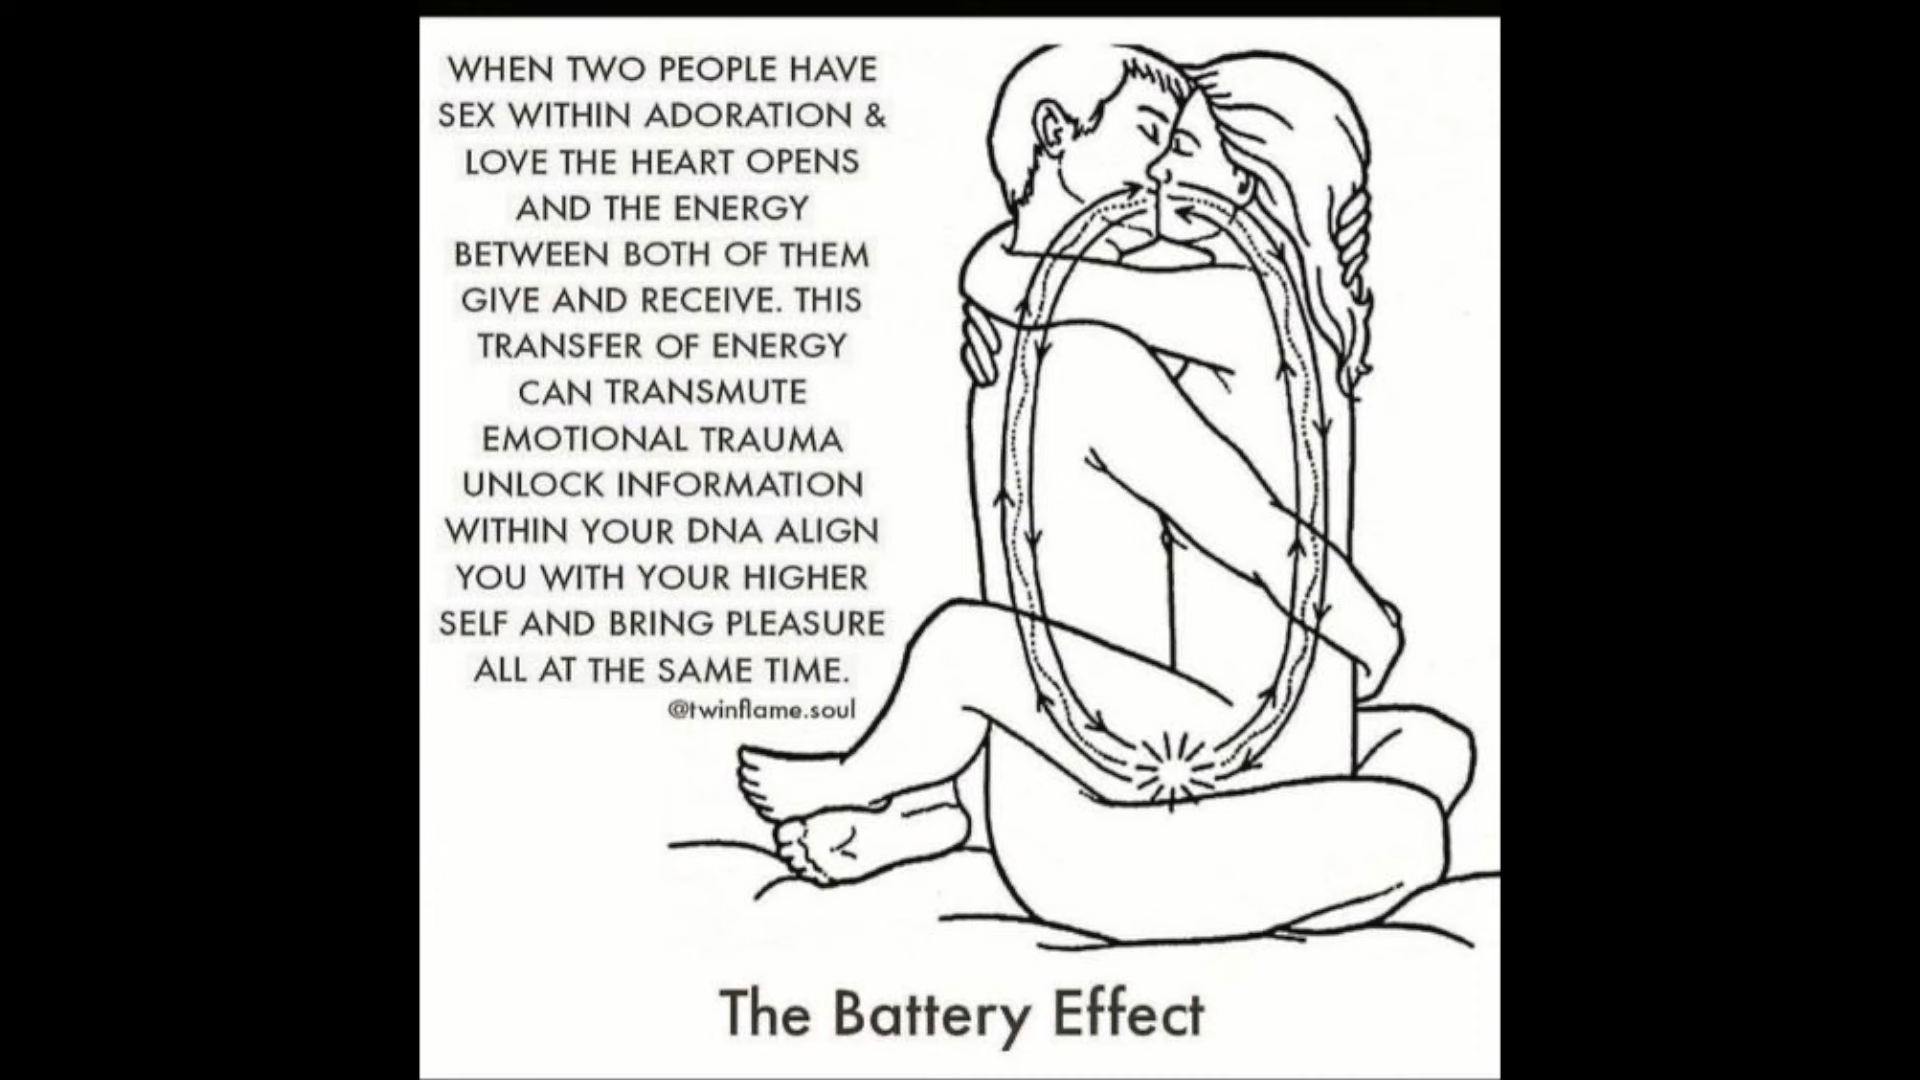 WHEN TWO PEOPLE HAVE
SEX WITHIN ADORATION &
LOVE THE HEART OPENS
AND THE ENERGY
BETWEEN BOTH OF THEM
GIVE AND RECEIVE. THIS
TRANSFER OF ENERGY
CAN TRANSMUTE
EMOTIONAL TRAUMA
UNLOCK INFORMATION
WITHIN YOUR DNA ALIGN
YOU WITH YOUR HIGHER
SELF AND BRING PLEASURE
ALL AT THE SAME TIME.
@twinflame.soul
The Battery Effect